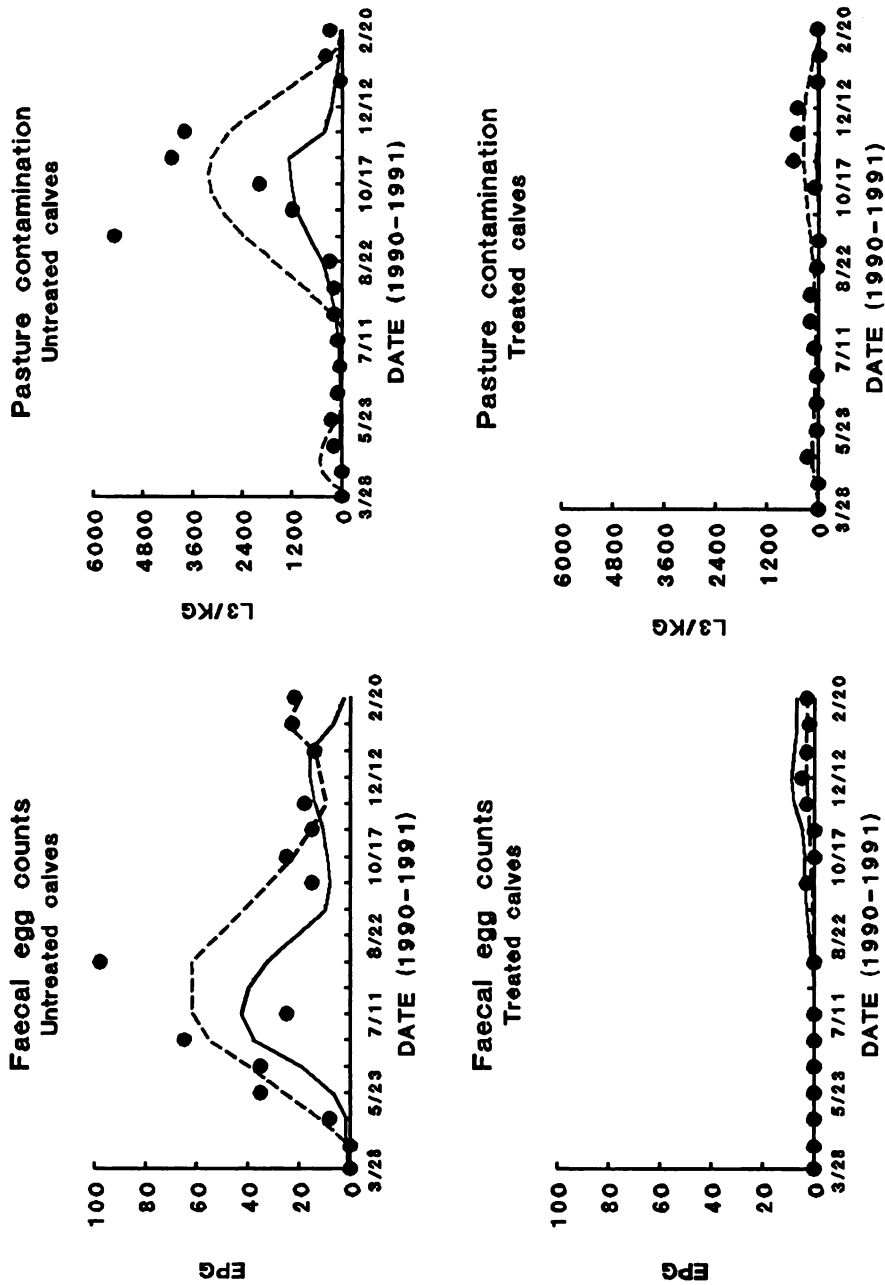 Faecal egg counts
Untreated calves
EPG
100
80
60
40
20
0
3/28 5/23 7/11 8/22 10/17 12/12 2/20
DATE (1990-1991)
Pasture contamination
Untreated calves
L3/KG
6000
4800
3600
2400
1200
0
3/28 5/23 7/11 8/22 10/17 12/12 2/20
DATE (1990-1991)
Faecal egg counts
Treated calves
EPG
100
80
60
40
20
0
3/28 5/23 7/11 8/22 10/17 12/12 2/20
DATE (1990-1991)
Pasture contamination
Treated calves
L3/KG
6000
4800
3600
2400
1200
0
3/28 5/23 7/11 8/22 10/17 12/12 2/20
DATE (1990-1991)